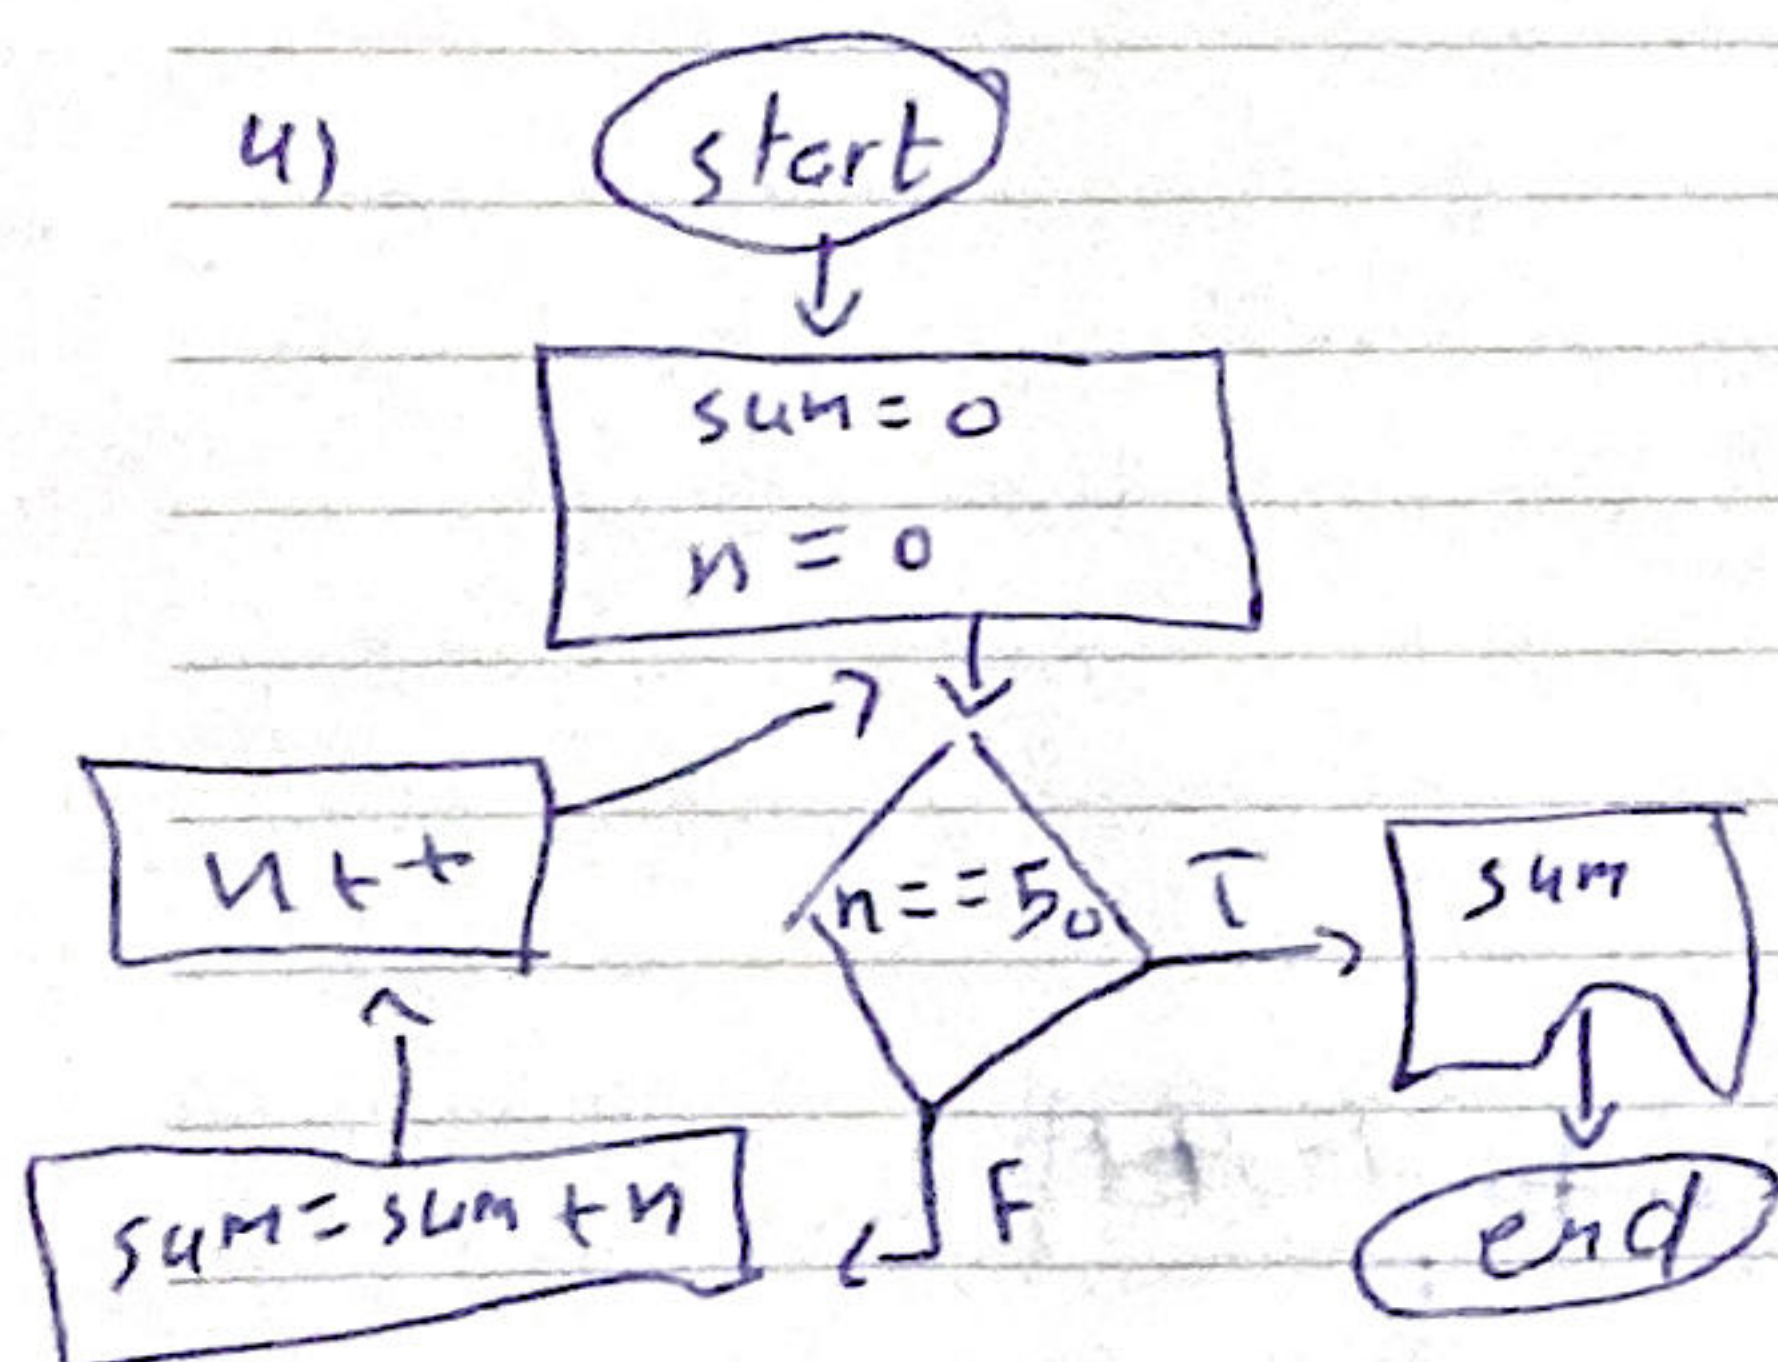 4)
start
sum = 0
n = 0
n++
n==50
T
sum
sum = sum + n
F
end